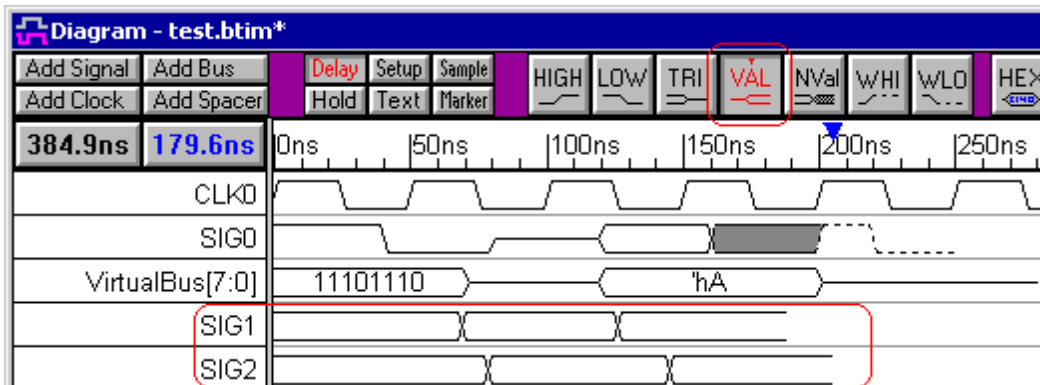 Diagram - test.btim*
Add Signal Add Bus Delay Setup Sample HIGH LOW TRI VAL NVal WHI WLO HEX
Add Clock Add Spacer Hold Text Marker
384.9ns 179.6ns 0ns 50ns 100ns 150ns 200ns 250ns
CLK0
SIG0
VirtualBus[7:0] 11101110 'hA
SIG1
SIG2